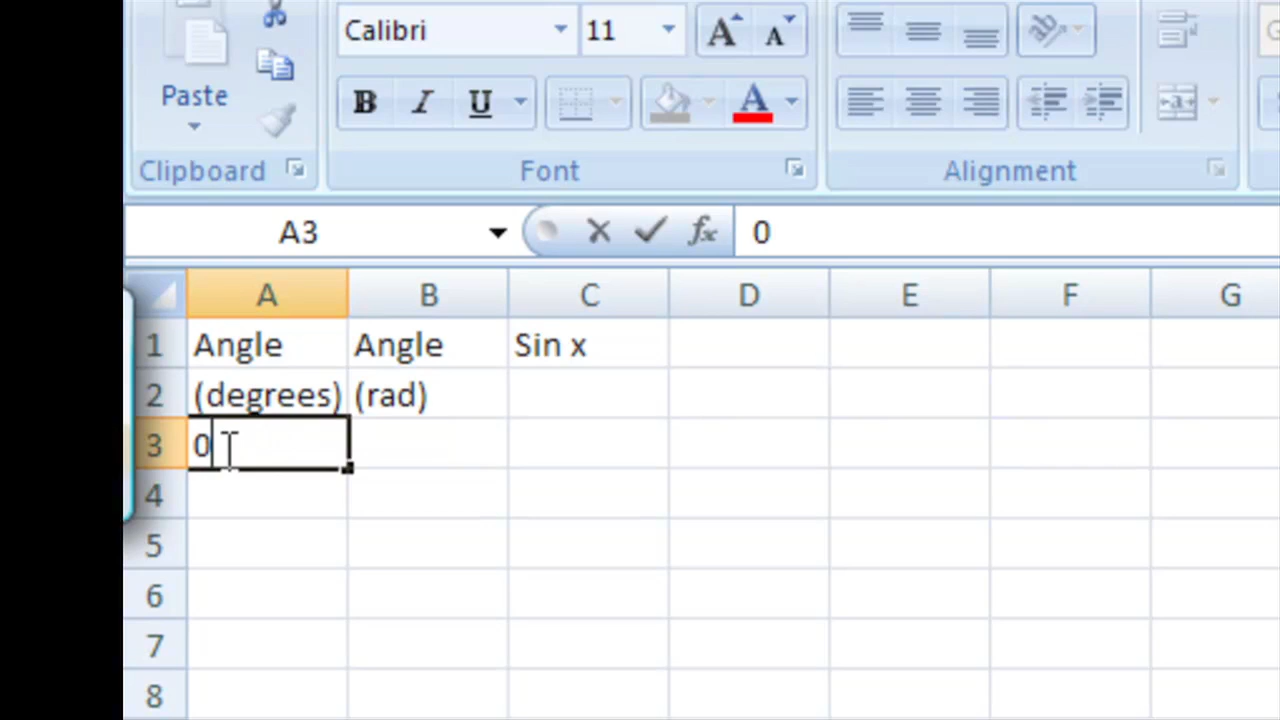 Calibri 11 A A
Paste B I U A
Clipboard Font Alignment
A3 fx 0
A B C D E F G
1 Angle Angle Sin x
2 (degrees) (rad)
3 0
4
5
6
7
8